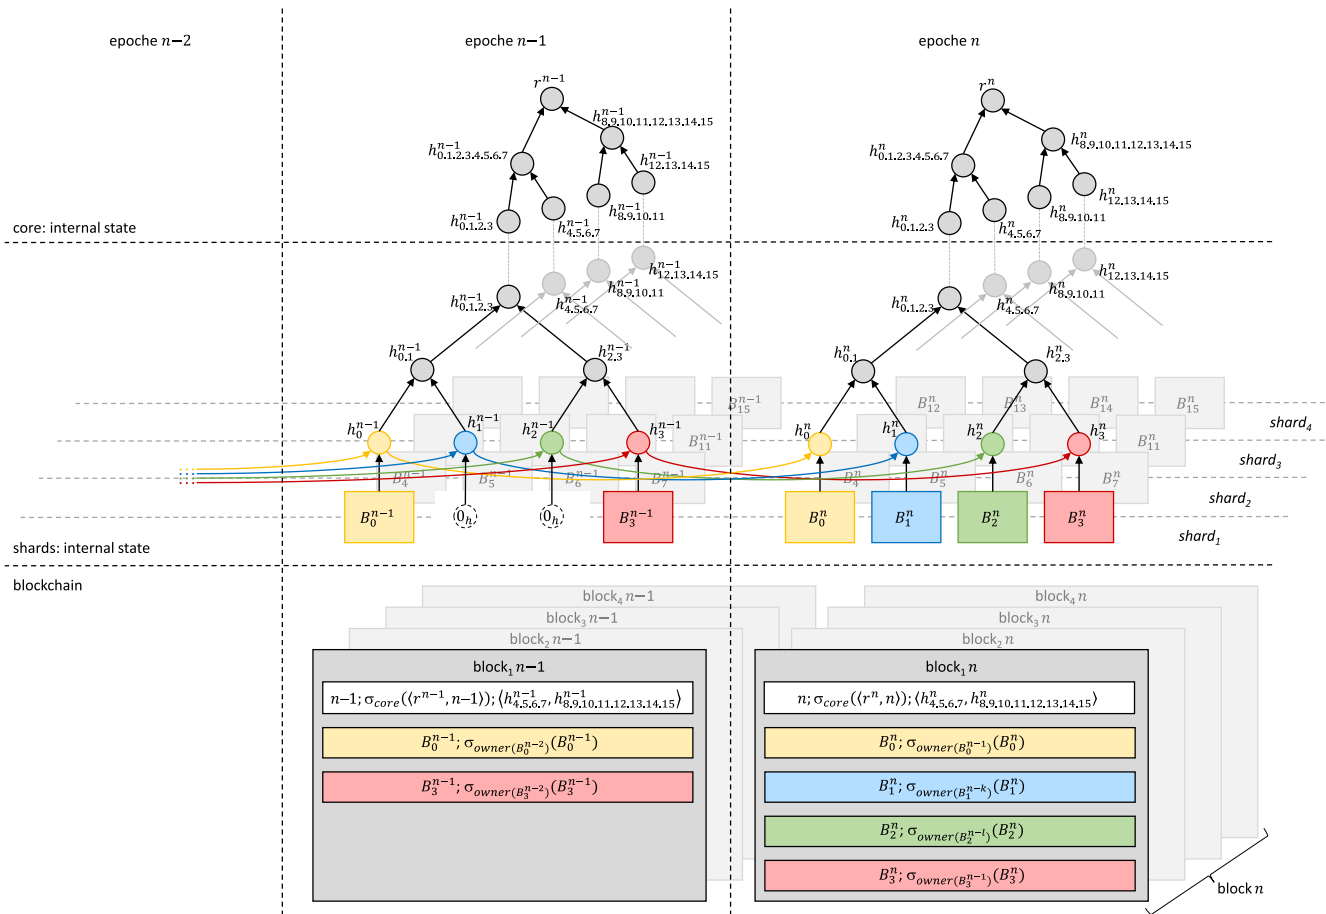 epoche n−2
epoche n−1
epoche n
r^{n−1}
h^{n−1}_{8.9.10.11.12.13.14.15}
h^{n−1}_{0.1.2.3.4.5.6.7}
h^{n−1}_{12.13.14.15}
h^{n−1}_{8.9.10.11}
h^{n−1}_{0.1.2.3}
h^{n−1}_{4.5.6.7}
r^n
h^n_{8.9.10.11.12.13.14.15}
h^n_{0.1.2.3.4.5.6.7}
h^n_{12.13.14.15}
h^n_{8.9.10.11}
h^n_{0.1.2.3}
h^n_{4.5.6.7}
core: internal state
h^{n−1}_{12.13.14.15}
h^{n−1}_{8.9.10.11}
h^{n−1}_{0.1.2.3}
h^{n−1}_{4.5.6.7}
h^{n−1}_{0.1}
h^{n−1}_{2.3}
B^{n−1}_{15}
h^{n−1}_0
h^{n−1}_1
h^{n−1}_2
h^{n−1}_3
B^{n−1}_{11}
B^{n−1}_4
B^{n−1}_5
B^{n−1}_6
B^{n−1}_7
B^{n−1}_0
0_h
0_h
B^{n−1}_3
h^n_{12.13.14.15}
h^n_{8.9.10.11}
h^n_{0.1.2.3}
h^n_{4.5.6.7}
h^n_{0.1}
h^n_{2.3}
B^n_{12}
B^n_{13}
B^n_{14}
B^n_{15}
shard_4
h^n_0
h^n_1
h^n_2
h^n_3
B^n_{11}
shard_3
B^n_4
B^n_5
B^n_6
B^n_7
shard_2
B^n_0
B^n_1
B^n_2
B^n_3
shard_1
shards: internal state
blockchain
block_4 n−1
block_3 n−1
block_2 n−1
block_1 n−1
n−1; σ_{core}(⟨r^{n−1}, n−1⟩); ⟨h^{n−1}_{4.5.6.7}, h^{n−1}_{8.9.10.11.12.13.14.15}⟩
B^{n−1}_0; σ_{owner(B^{n−2}_0)}(B^{n−1}_0)
B^{n−1}_3; σ_{owner(B^{n−2}_3)}(B^{n−1}_3)
block_4 n
block_3 n
block_2 n
block_1 n
n; σ_{core}(⟨r^n, n⟩); ⟨h^n_{4.5.6.7}, h^n_{8.9.10.11.12.13.14.15}⟩
B^n_0; σ_{owner(B^{n−1}_0)}(B^n_0)
B^n_1; σ_{owner(B^{n−k}_1)}(B^n_1)
B^n_2; σ_{owner(B^{n−l}_2)}(B^n_2)
B^n_3; σ_{owner(B^{n−1}_3)}(B^n_3)
block n